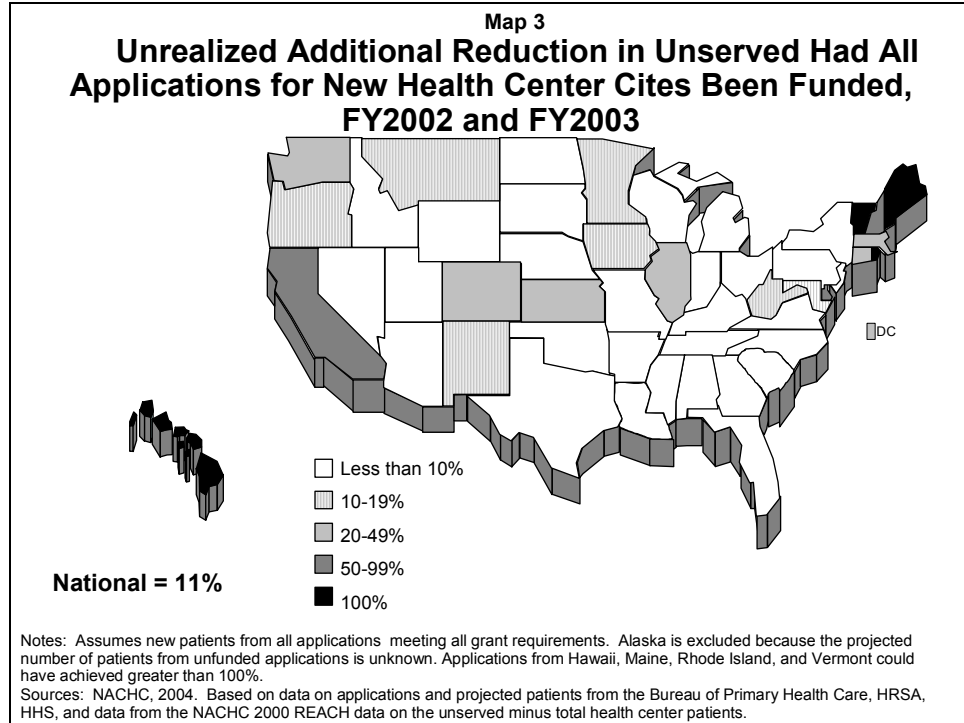 Map 3
Unrealized Additional Reduction in Unserved Had All
Applications for New Health Center Cites Been Funded,
FY2002 and FY2003
DC
Less than 10%
10-19%
20-49%
50-99%
100%
National = 11%
Notes: Assumes new patients from all applications meeting all grant requirements. Alaska is excluded because the projected
number of patients from unfunded applications is unknown. Applications from Hawaii, Maine, Rhode Island, and Vermont could
have achieved greater than 100%.
Sources: NACHC, 2004. Based on data on applications and projected patients from the Bureau of Primary Health Care, HRSA,
HHS, and data from the NACHC 2000 REACH data on the unserved minus total health center patients.